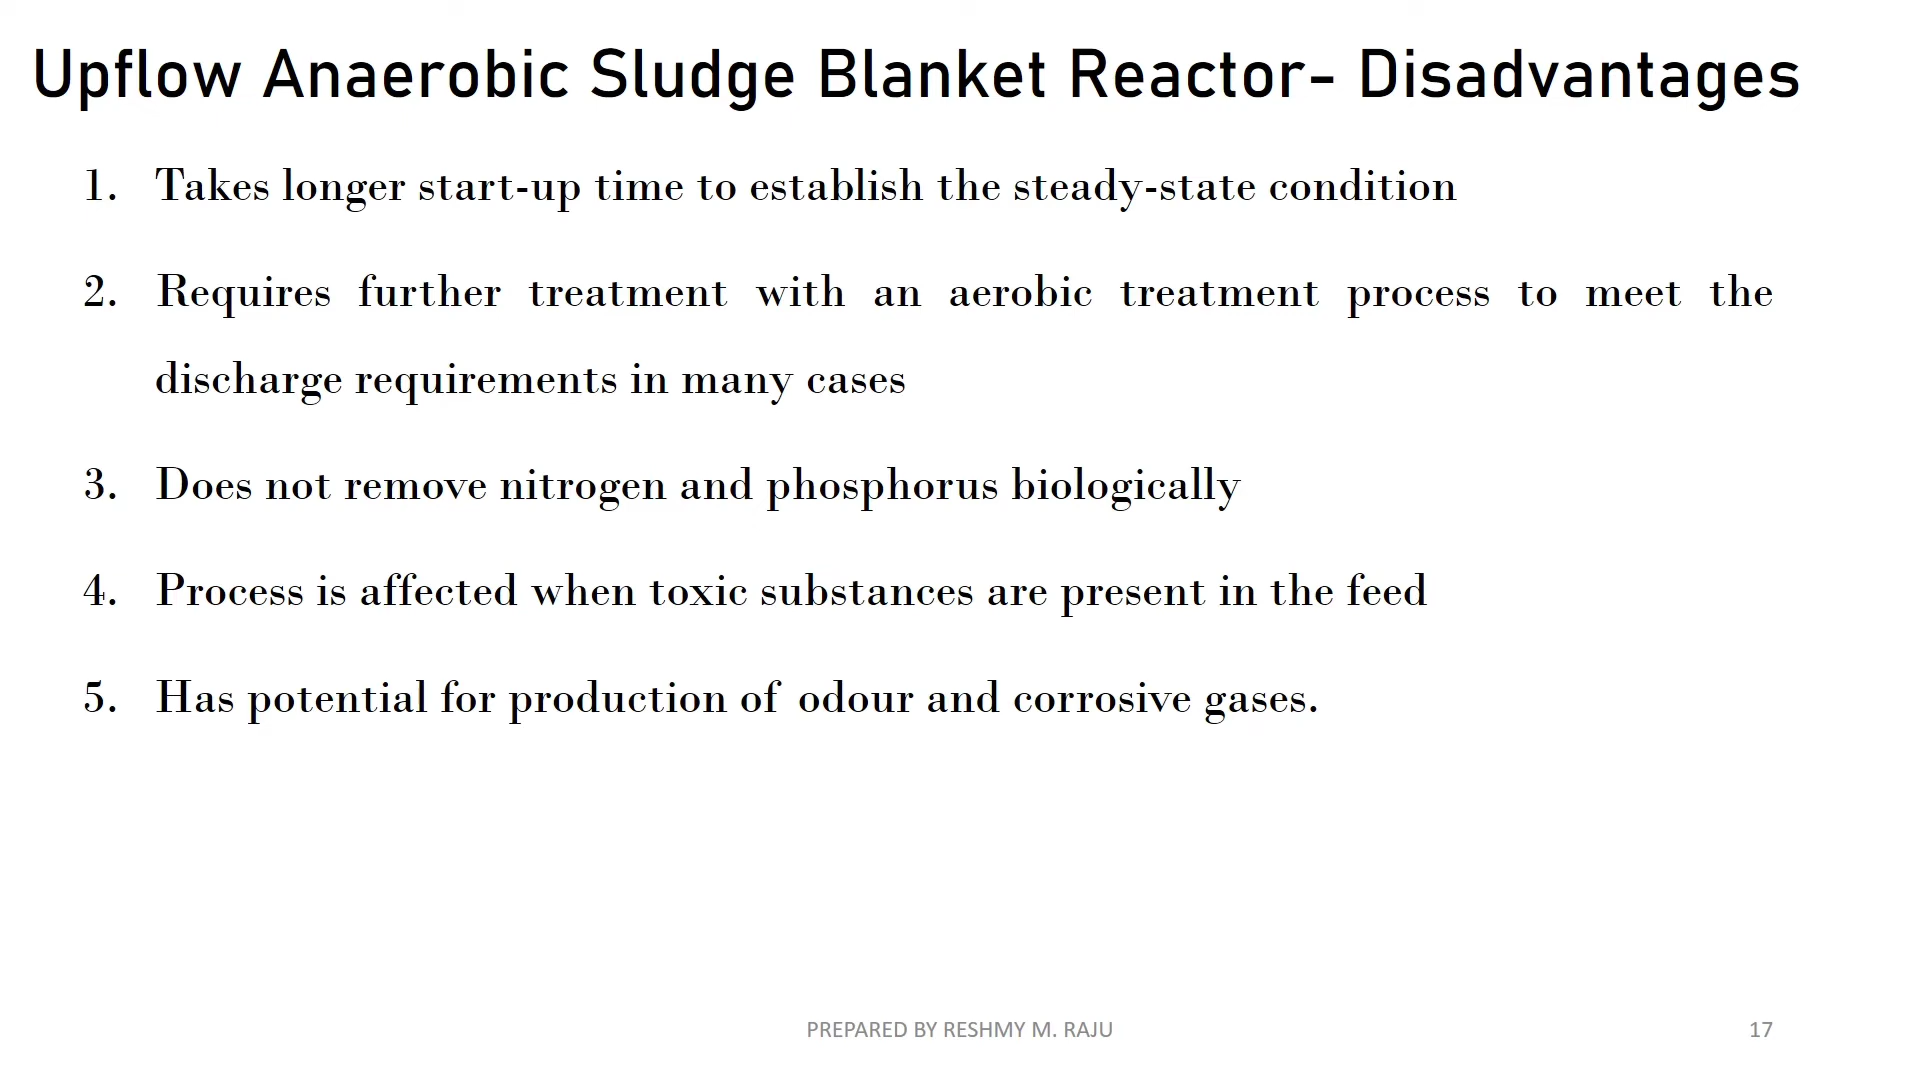 Upflow Anaerobic Sludge Blanket Reactor- Disadvantages
1. Takes longer start-up time to establish the steady-state condition
2. Requires further treatment with an aerobic treatment process to meet the
discharge requirements in many cases
3. Does not remove nitrogen and phosphorus biologically
4. Process is affected when toxic substances are present in the feed
5. Has potential for production of odour and corrosive gases.
PREPARED BY RESHMY M. RAJU
17